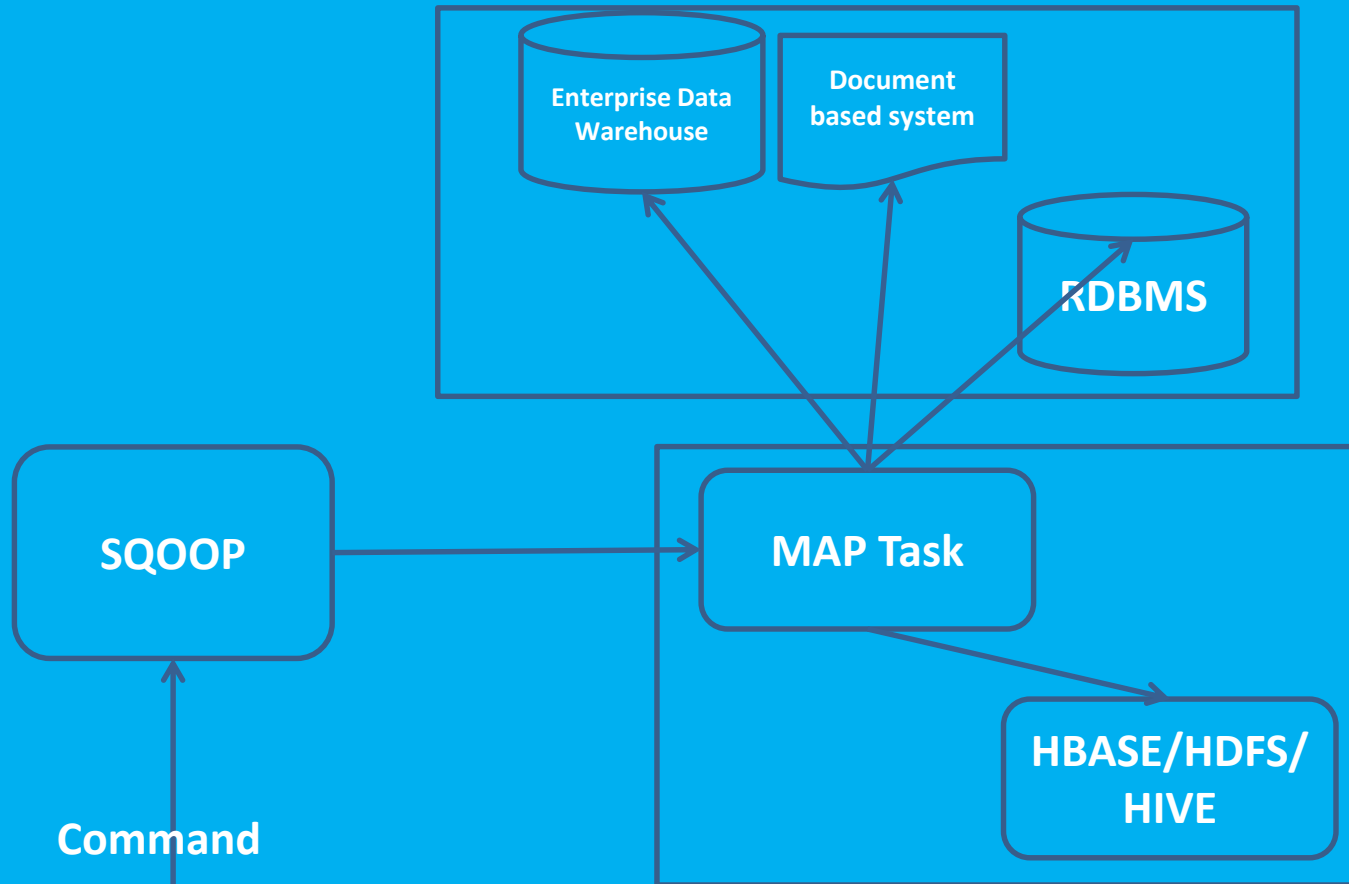 Enterprise Data
Warehouse
Document
based system
RDBMS
SQOOP
MAP Task
HBASE/HDFS/
HIVE
Command